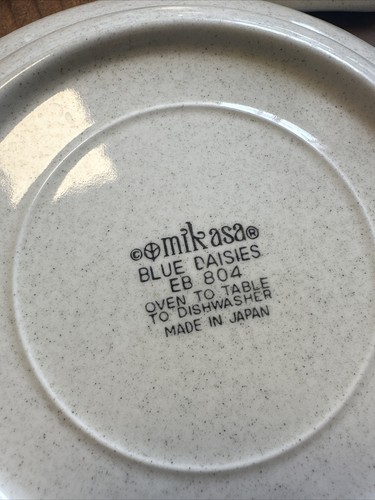 © mikasa®
BLUE DAISIES
EB 804
OVEN TO TABLE
TO DISHWASHER
MADE IN JAPAN